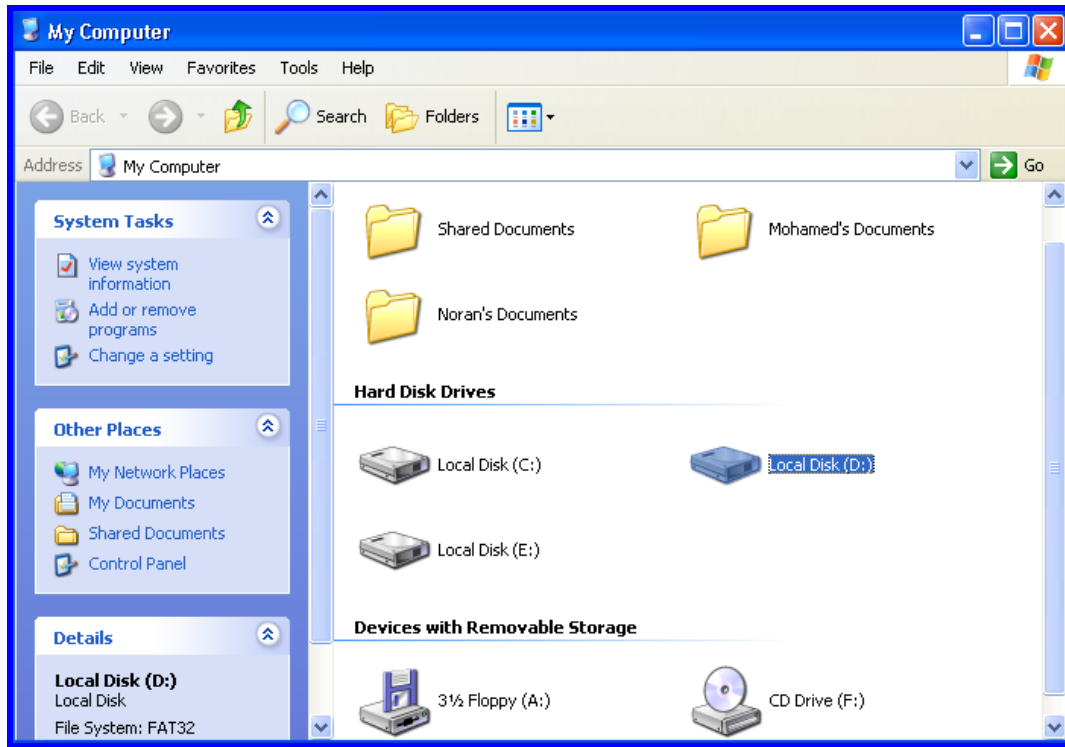 My Computer
File Edit View Favorites Tools Help
Back Search Folders
Address My Computer Go
System Tasks
View system
information
Add or remove
programs
Change a setting
Other Places
My Network Places
My Documents
Shared Documents
Control Panel
Details
Local Disk (D:)
Local Disk
File System: FAT32
Shared Documents Mohamed's Documents
Noran's Documents
Hard Disk Drives
Local Disk (C:) Local Disk (D:)
Local Disk (E:)
Devices with Removable Storage
3½ Floppy (A:) CD Drive (F:)